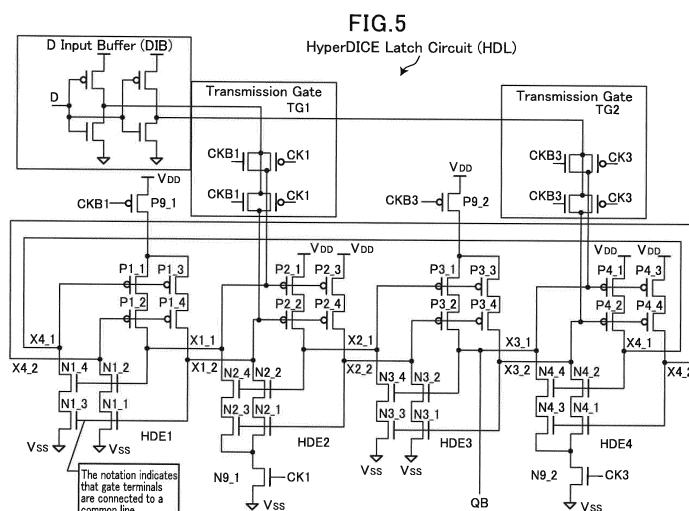 FIG.5
D Input Buffer (DIB)
HyperDICE Latch Circuit (HDL)
Transmission Gate
TG1
Transmission Gate
TG2
D
CKB1 CK1
CKB3 CK3
CKB1 CK1
CKB3 CK3
VDD
CKB1 P9_1
VDD
CKB3 P9_2
VDD VDD
VDD VDD
P1_1 P1_3 P2_1 P2_3 P3_1 P3_3 P4_1 P4_3
P1_2 P1_4 P2_2 P2_4 P3_2 P3_4 P4_2 P4_4
X4_1 X1_1 X2_1 X3_1 X4_1
X4_2 X1_2 X2_2 X3_2 X4_2
N1_4 N1_2 N2_4 N2_2 N3_4 N3_2 N4_4 N4_2
N1_3 N1_1 N2_3 N2_1 N3_3 N3_1 N4_3 N4_1
HDE1 HDE2 HDE3 HDE4
VSS VSS VSS VSS
N9_1 CK1 N9_2 CK3
VSS VSS
QB
The notation indicates
that gate terminals
are connected to a
common line